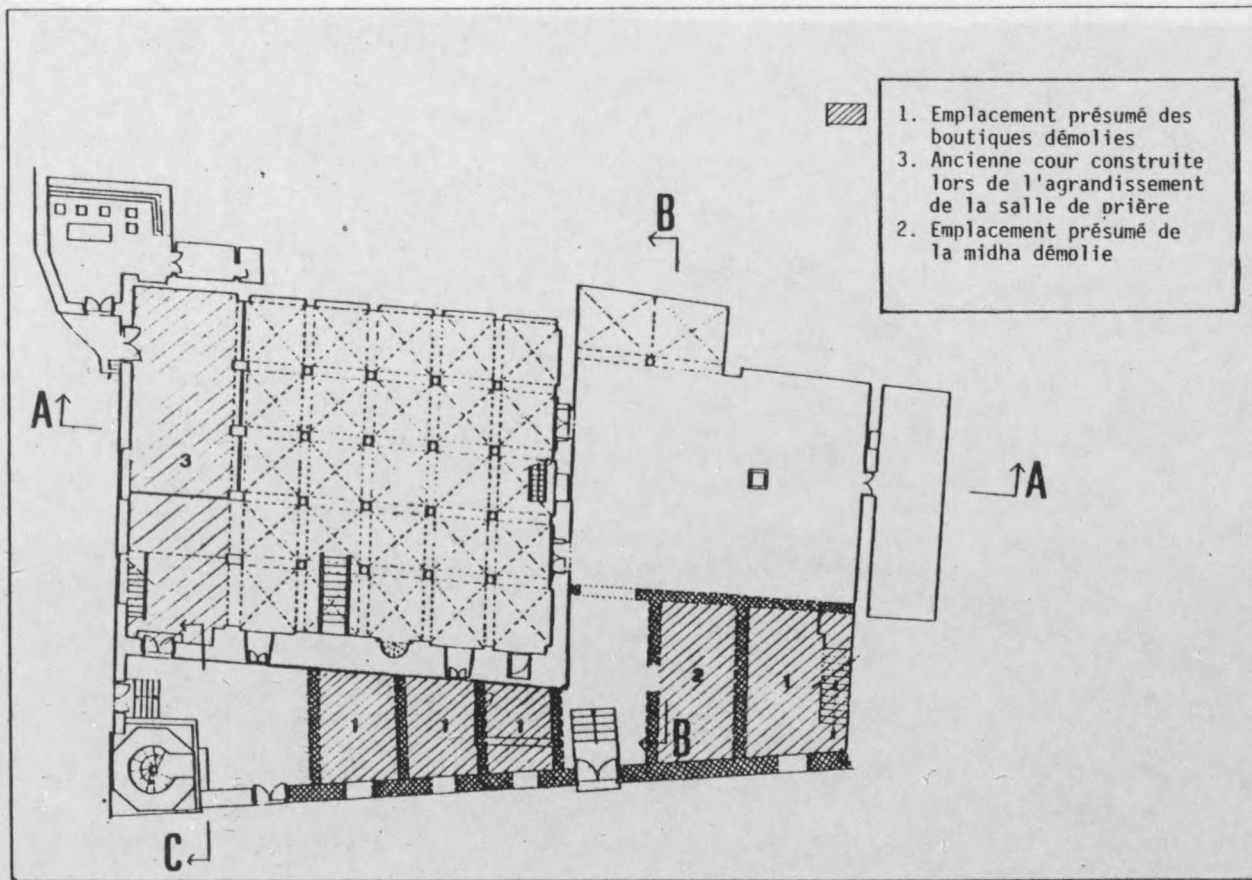 1. Emplacement présumé des
boutiques démolies
3. Ancienne cour construite
lors de l'agrandissement
de la salle de prière
2. Emplacement présumé de
la midha démolie
B
A
3
A
2
1
1
1
1
B
C